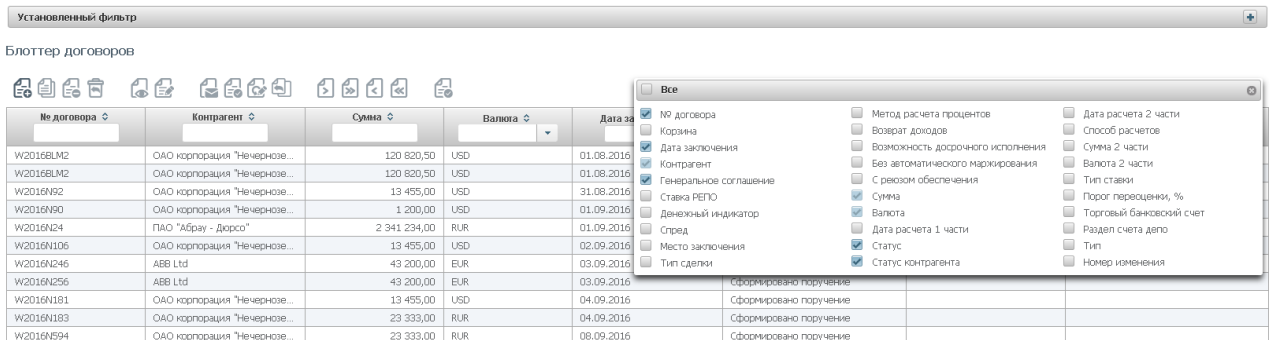 Установленный фильтр
Блоттер договоров
Все
№ договора Контрагент Сумма Валюта Дата за
№ договора Метод расчета процентов Дата расчета 2 части
Корзина Возврат доходов Способ расчетов
Дата заключения Возможность досрочного исполнения Сумма 2 части
Контрагент Без автоматического маржирования Валюта 2 части
Генеральное соглашение С реюзом обеспечения Тип ставки
Ставка РЕПО Сумма Порог переоценки, %
Денежный индикатор Валюта Торговый банковский счет
Спред Дата расчета 1 части Раздел счета депо
Место заключения Статус Тип
Тип сделки Статус контрагента Номер изменения
W2016BLM2 ОАО корпорация "Нечернозе... 120 820,50 USD 01.08.2016
W2016BLM2 ОАО корпорация "Нечернозе... 120 820,50 USD 01.08.2016
W2016N92 ОАО корпорация "Нечернозе... 13 455,00 USD 31.08.2016
W2016N90 ОАО корпорация "Нечернозе... 1 200,00 USD 01.09.2016
W2016N24 ПАО "Абрау - Дюрсо" 2 341 234,00 RUR 01.09.2016
W2016N106 ОАО корпорация "Нечернозе... 13 455,00 USD 02.09.2016
W2016N246 ABB Ltd 43 200,00 EUR 03.09.2016
W2016N256 ABB Ltd 43 200,00 EUR 03.09.2016 Сформировано поручение
W2016N181 ОАО корпорация "Нечернозе... 13 455,00 USD 04.09.2016 Сформировано поручение
W2016N183 ОАО корпорация "Нечернозе... 23 333,00 RUR 04.09.2016 Сформировано поручение
W2016N594 ОАО корпорация "Нечернозе... 23 333,00 RUR 08.09.2016 Сформировано поручение